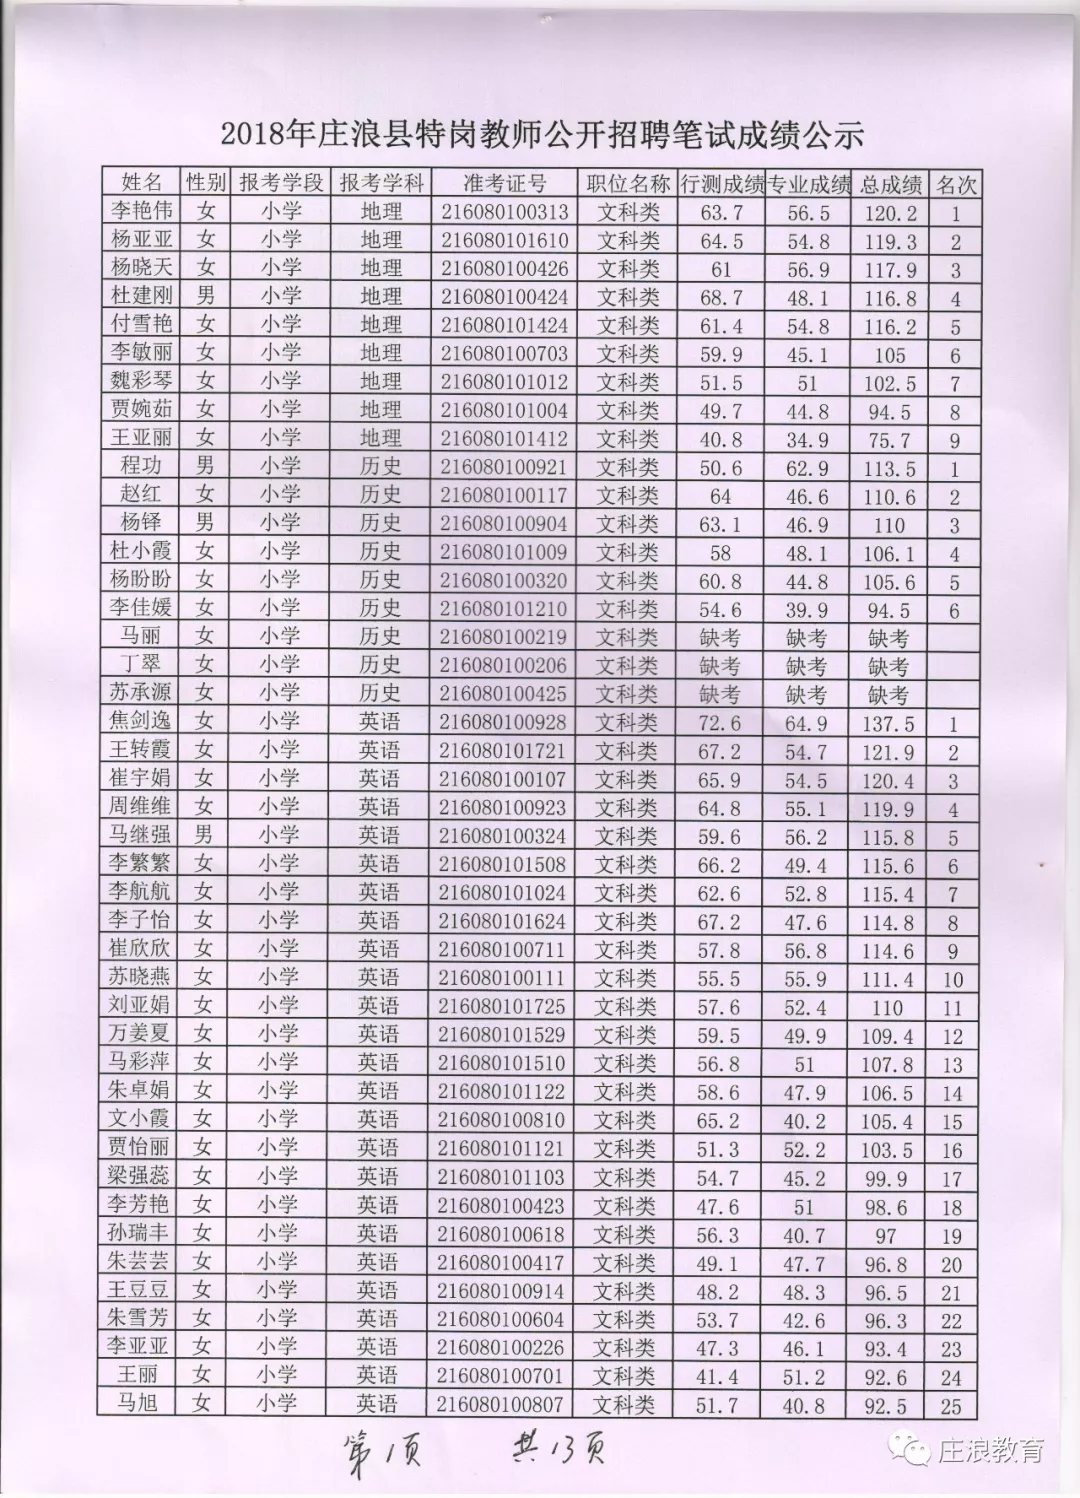 2018年庄浪县特岗教师公开招聘笔试成绩公示
姓名 性别 报考学段 报考学科 准考证号 职位名称 行测成绩 专业成绩 总成绩 名次
李艳伟 女 小学 地理 216080100313 文科类 63.7 56.5 120.2 1
杨亚亚 女 小学 地理 216080101610 文科类 64.5 54.8 119.3 2
杨晓天 女 小学 地理 216080100426 文科类 61 56.9 117.9 3
杜建刚 男 小学 地理 216080100424 文科类 68.7 48.1 116.8 4
付雪艳 女 小学 地理 216080101424 文科类 61.4 54.8 116.2 5
李敏丽 女 小学 地理 216080100703 文科类 59.9 45.1 105 6
魏彩琴 女 小学 地理 216080101012 文科类 51.5 51 102.5 7
贾婉茹 女 小学 地理 216080101004 文科类 49.7 44.8 94.5 8
王亚丽 女 小学 地理 216080101412 文科类 40.8 34.9 75.7 9
程功 男 小学 历史 216080100921 文科类 50.6 62.9 113.5 1
赵红 女 小学 历史 216080100117 文科类 64 46.6 110.6 2
杨铎 男 小学 历史 216080100904 文科类 63.1 46.9 110 3
杜小霞 女 小学 历史 216080101009 文科类 58 48.1 106.1 4
杨盼盼 女 小学 历史 216080100320 文科类 60.8 44.8 105.6 5
李佳媛 女 小学 历史 216080101210 文科类 54.6 39.9 94.5 6
马丽 女 小学 历史 216080100219 文科类 缺考 缺考 缺考
丁翠 女 小学 历史 216080100206 文科类 缺考 缺考 缺考
苏承源 女 小学 历史 216080100425 文科类 缺考 缺考 缺考
焦剑逸 女 小学 英语 216080100928 文科类 72.6 64.9 137.5 1
王转霞 女 小学 英语 216080101721 文科类 67.2 54.7 121.9 2
崔宇娟 女 小学 英语 216080100107 文科类 65.9 54.5 120.4 3
周维维 女 小学 英语 216080100923 文科类 64.8 55.1 119.9 4
马继强 男 小学 英语 216080100324 文科类 59.6 56.2 115.8 5
李繁繁 女 小学 英语 216080101508 文科类 66.2 49.4 115.6 6
李航航 女 小学 英语 216080101024 文科类 62.6 52.8 115.4 7
李子怡 女 小学 英语 216080101624 文科类 67.2 47.6 114.8 8
崔欣欣 女 小学 英语 216080100711 文科类 57.8 56.8 114.6 9
苏晓燕 女 小学 英语 216080100111 文科类 55.5 55.9 111.4 10
刘亚娟 女 小学 英语 216080101725 文科类 57.6 52.4 110 11
万姜夏 女 小学 英语 216080101529 文科类 59.5 49.9 109.4 12
马彩萍 女 小学 英语 216080101510 文科类 56.8 51 107.8 13
朱卓娟 女 小学 英语 216080101122 文科类 58.6 47.9 106.5 14
文小霞 女 小学 英语 216080100810 文科类 65.2 40.2 105.4 15
贾怡丽 女 小学 英语 216080101121 文科类 51.3 52.2 103.5 16
梁强蕊 女 小学 英语 216080101103 文科类 54.7 45.2 99.9 17
李芳艳 女 小学 英语 216080100423 文科类 47.6 51 98.6 18
孙瑞丰 女 小学 英语 216080100618 文科类 56.3 40.7 97 19
朱芸芸 女 小学 英语 216080100417 文科类 49.1 47.7 96.8 20
王豆豆 女 小学 英语 216080100914 文科类 48.2 48.3 96.5 21
朱雪芳 女 小学 英语 216080100604 文科类 53.7 42.6 96.3 22
李亚亚 女 小学 英语 216080100226 文科类 47.3 46.1 93.4 23
王丽 女 小学 英语 216080100701 文科类 41.4 51.2 92.6 24
马旭 女 小学 英语 216080100807 文科类 51.7 40.8 92.5 25
第1页 共13页
庄浪教育